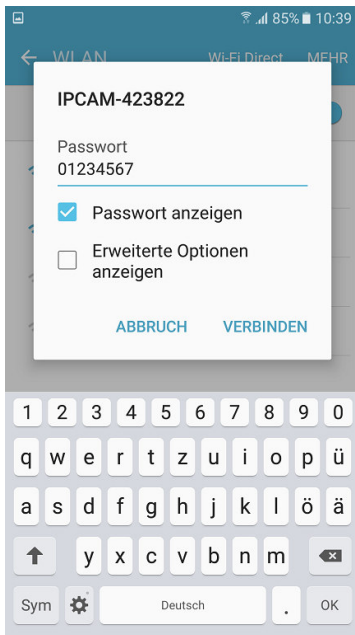 85% 10:39
WLAN Wi-Fi Direct MEHR
IPCAM-423822
Passwort
01234567
Passwort anzeigen
Erweiterte Optionen
anzeigen
ABBRUCH VERBINDEN
1 2 3 4 5 6 7 8 9 0
q w e r t z u i o p ü
a s d f g h j k l ö ä
y x c v b n m
Sym Deutsch . OK